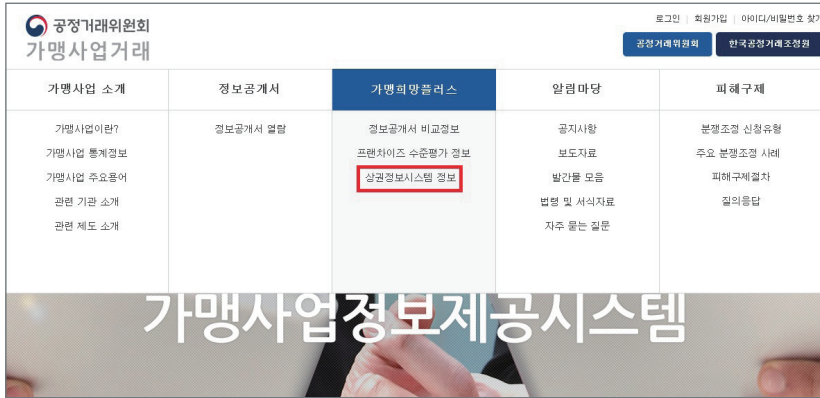 공정거래위원회
가맹사업거래
로그인 | 회원가입 | 아이디/비밀번호 찾기
공정거래위원회 한국공정거래조정원
가맹사업 소개 정보공개서 가맹희망플러스 알림마당 피해구제
가맹사업이란? 정보공개서 열람 정보공개서 비교정보 공지사항 분쟁조정 신청유형
가맹사업 통계정보 프랜차이즈 수준평가 정보 보도자료 주요 분쟁조정 사례
가맹사업 주요용어 상권정보시스템 정보 발간물 모음 피해구제절차
관련 기관 소개 법령 및 서식자료 질의응답
관련 제도 소개 자주 묻는 질문
가맹사업정보제공시스템